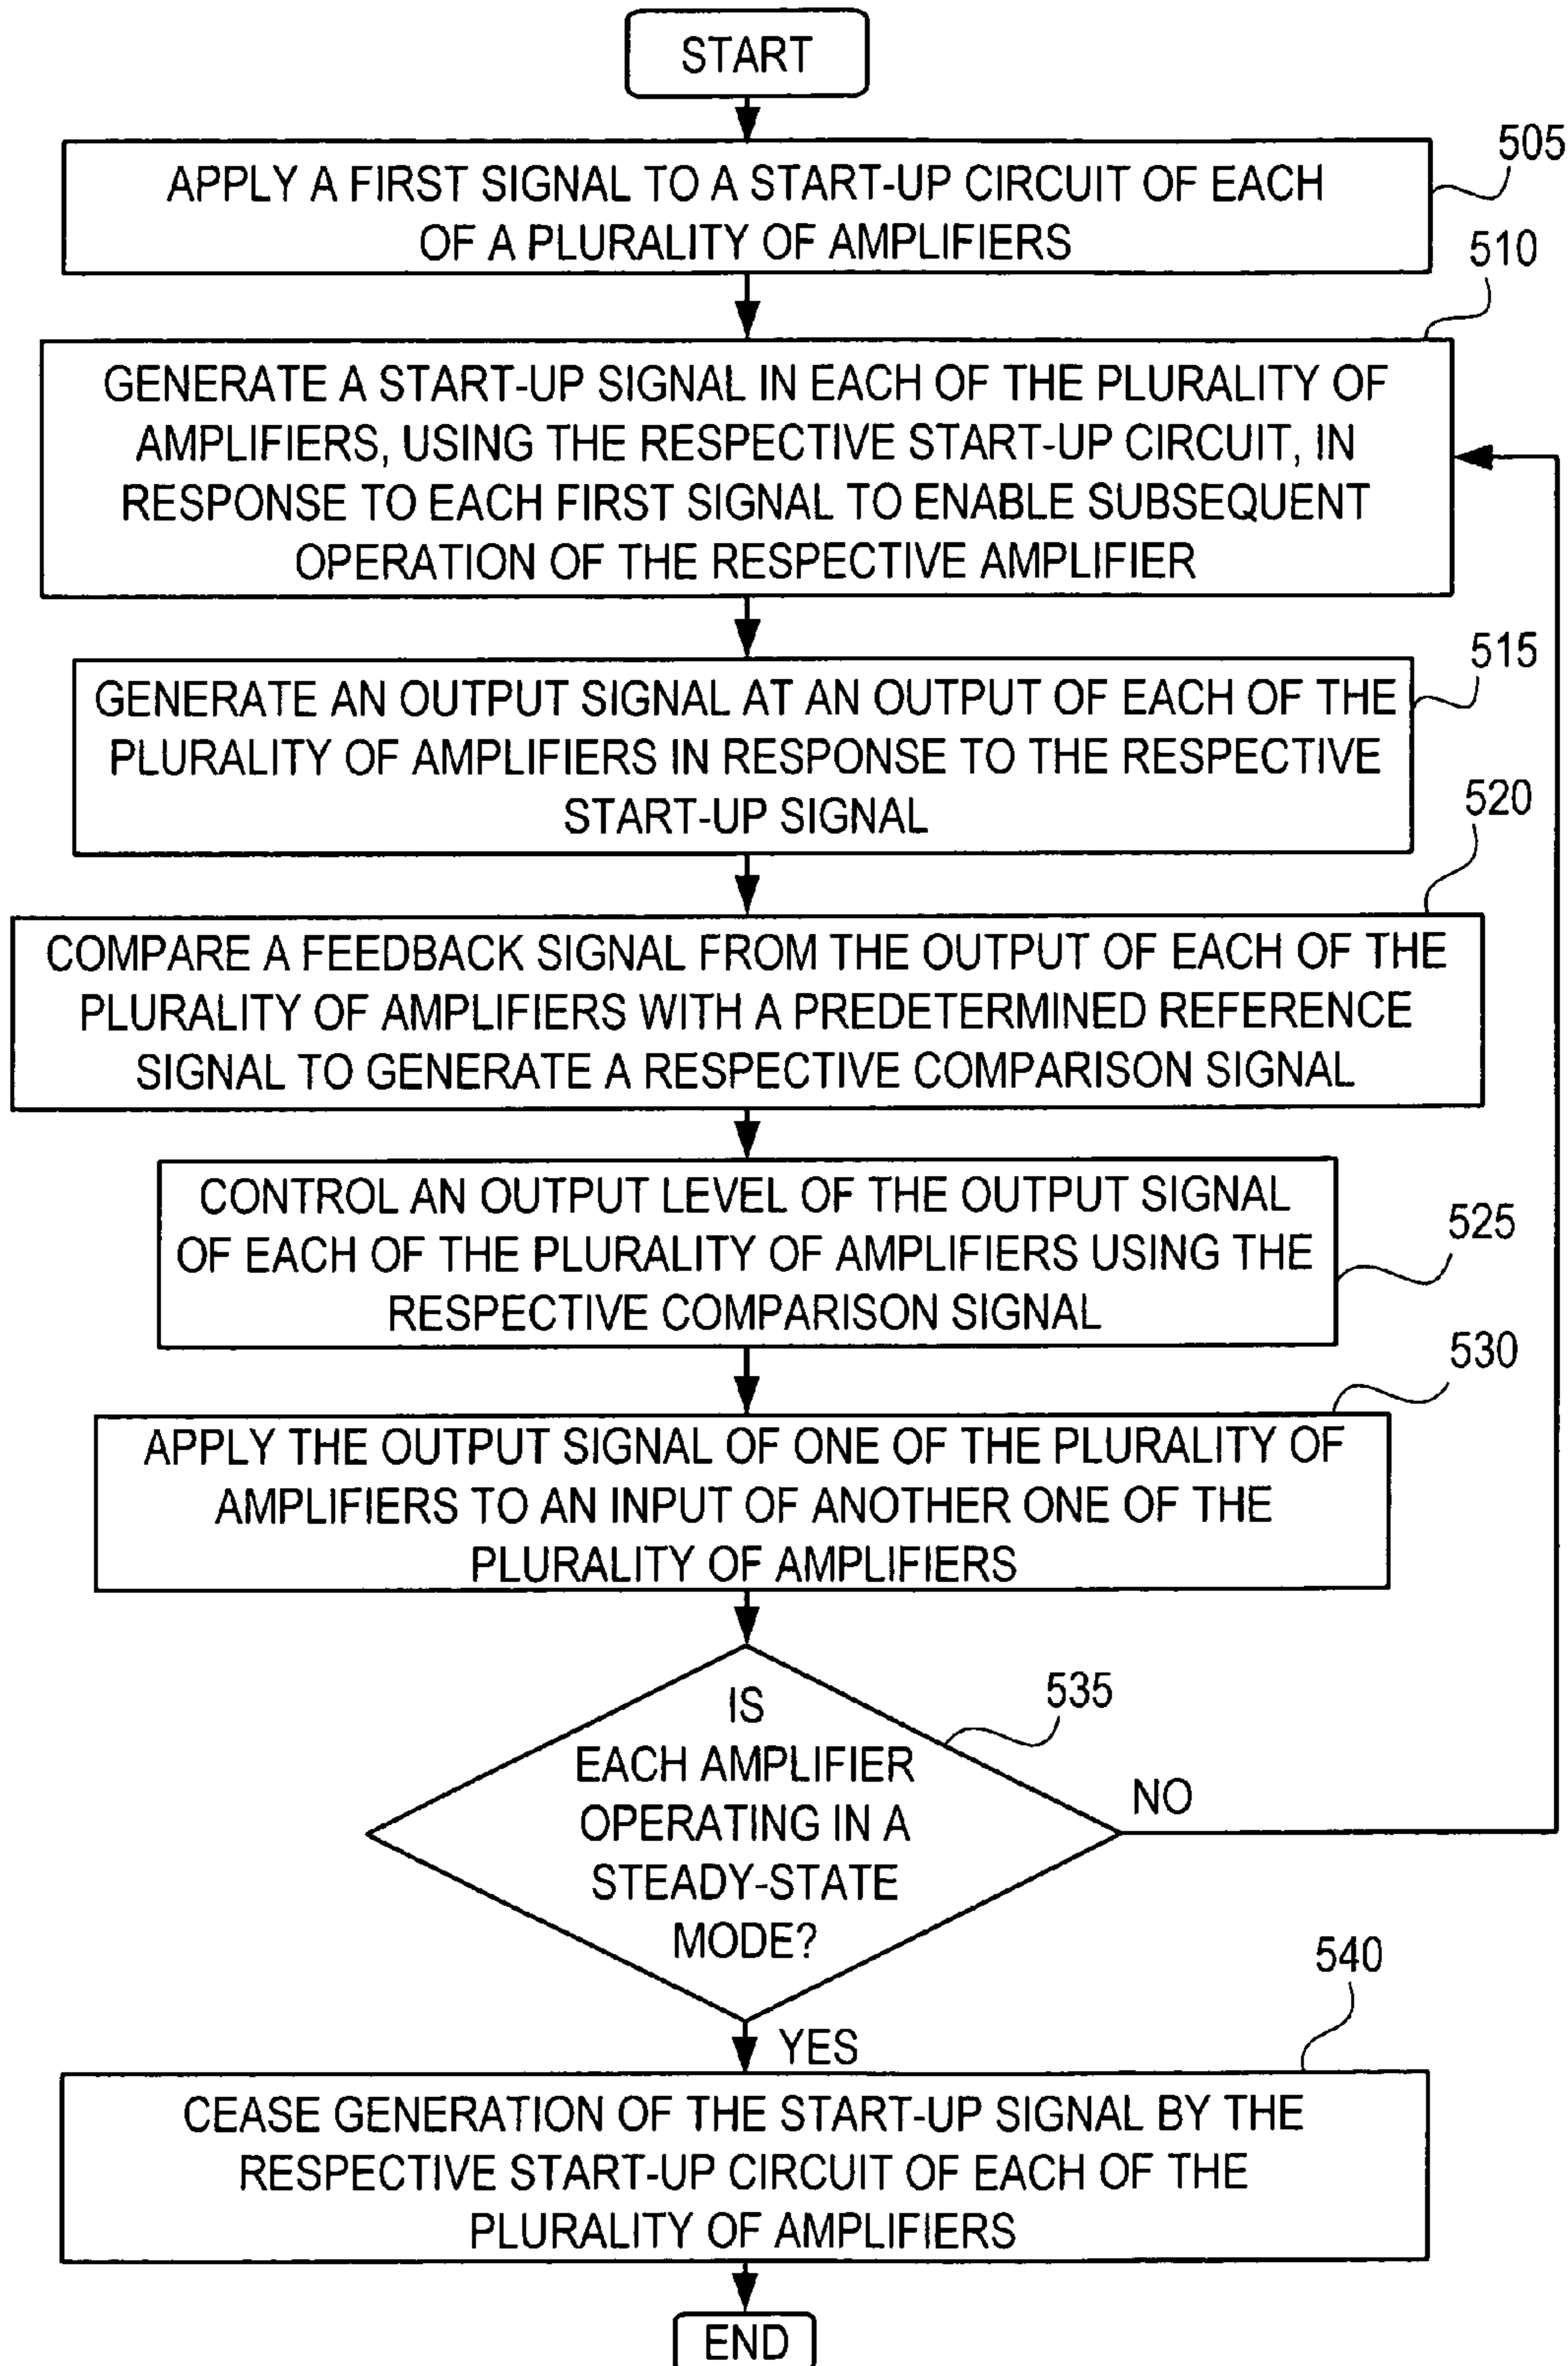 START
505
APPLY A FIRST SIGNAL TO A START-UP CIRCUIT OF EACH
OF A PLURALITY OF AMPLIFIERS
510
GENERATE A START-UP SIGNAL IN EACH OF THE PLURALITY OF
AMPLIFIERS, USING THE RESPECTIVE START-UP CIRCUIT, IN
RESPONSE TO EACH FIRST SIGNAL TO ENABLE SUBSEQUENT
OPERATION OF THE RESPECTIVE AMPLIFIER
515
GENERATE AN OUTPUT SIGNAL AT AN OUTPUT OF EACH OF THE
PLURALITY OF AMPLIFIERS IN RESPONSE TO THE RESPECTIVE
START-UP SIGNAL
520
COMPARE A FEEDBACK SIGNAL FROM THE OUTPUT OF EACH OF THE
PLURALITY OF AMPLIFIERS WITH A PREDETERMINED REFERENCE
SIGNAL TO GENERATE A RESPECTIVE COMPARISON SIGNAL
CONTROL AN OUTPUT LEVEL OF THE OUTPUT SIGNAL
OF EACH OF THE PLURALITY OF AMPLIFIERS USING THE
RESPECTIVE COMPARISON SIGNAL
525
530
APPLY THE OUTPUT SIGNAL OF ONE OF THE PLURALITY OF
AMPLIFIERS TO AN INPUT OF ANOTHER ONE OF THE
PLURALITY OF AMPLIFIERS
535
IS
EACH AMPLIFIER
OPERATING IN A
STEADY-STATE
MODE?
NO
YES
540
CEASE GENERATION OF THE START-UP SIGNAL BY THE
RESPECTIVE START-UP CIRCUIT OF EACH OF THE
PLURALITY OF AMPLIFIERS
END